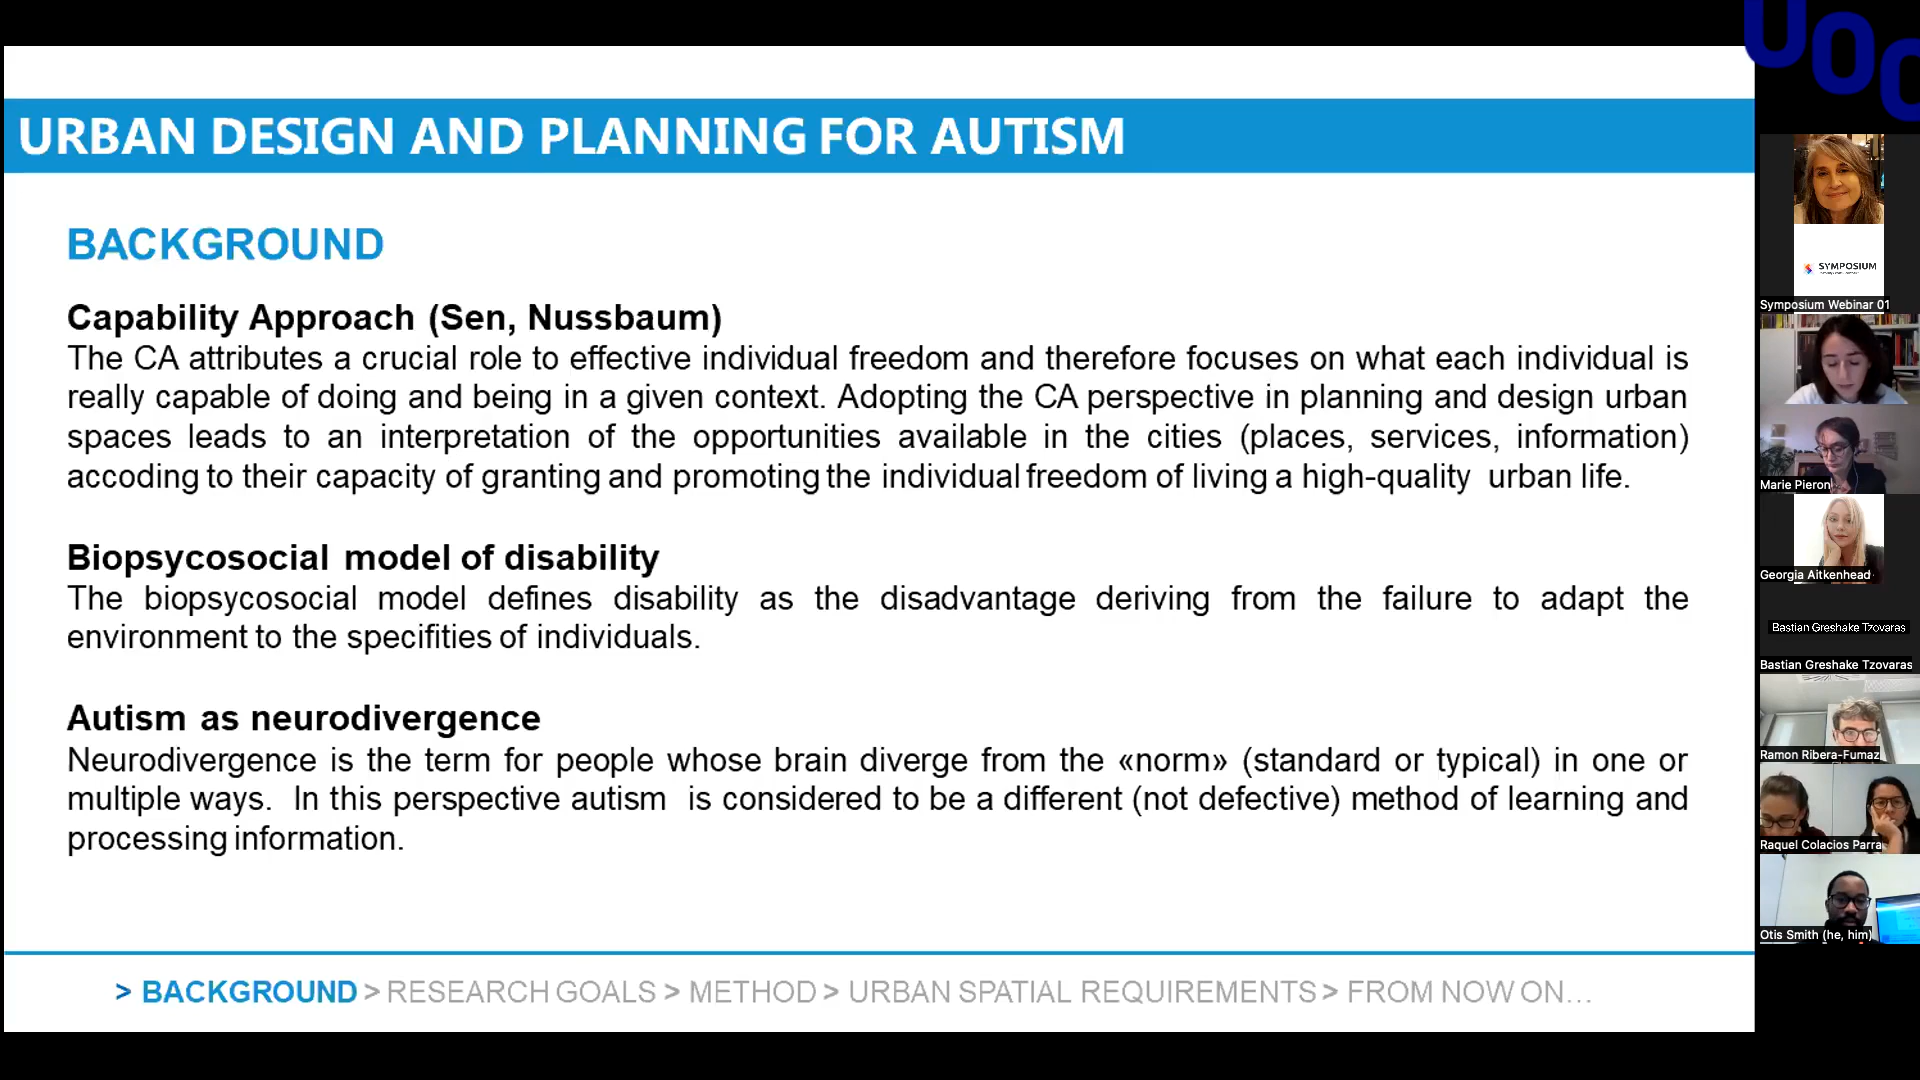 URBAN DESIGN AND PLANNING FOR AUTISM
BACKGROUND
Capability Approach (Sen, Nussbaum)
The CA attributes a crucial role to effective individual freedom and therefore focuses on what each individual is
really capable of doing and being in a given context. Adopting the CA perspective in planning and design urban
spaces leads to an interpretation of the opportunities available in the cities (places, services, information)
accoding to their capacity of granting and promoting the individual freedom of living a high-quality urban life.
Biopsycosocial model of disability
The biopsycosocial model defines disability as the disadvantage deriving from the failure to adapt the
environment to the specifities of individuals.
Autism as neurodivergence
Neurodivergence is the term for people whose brain diverge from the «norm» (standard or typical) in one or
multiple ways. In this perspective autism is considered to be a different (not defective) method of learning and
processing information.
> BACKGROUND > RESEARCH GOALS > METHOD > URBAN SPATIAL REQUIREMENTS > FROM NOW ON...
UOC
SYMPOSIUM
Symposium Webinar 01
Marie Pieron
Georgia Aitkenhead
Bastian Greshake Tzovaras
Bastian Greshake Tzovaras
Ramon Ribera-Fumaz
Raquel Colacios Parra
Otis Smith (he, him)